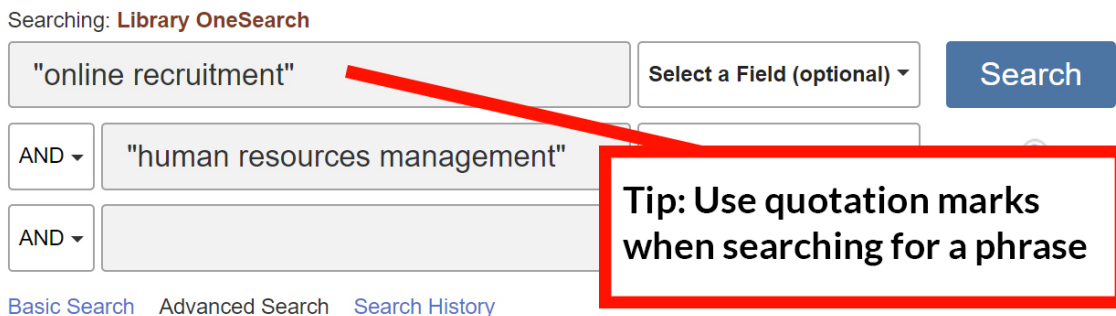 Searching: Library OneSearch
"online recruitment" Select a Field (optional) Search
AND "human resources management"
Tip: Use quotation marks
when searching for a phrase
AND
Basic Search Advanced Search Search History